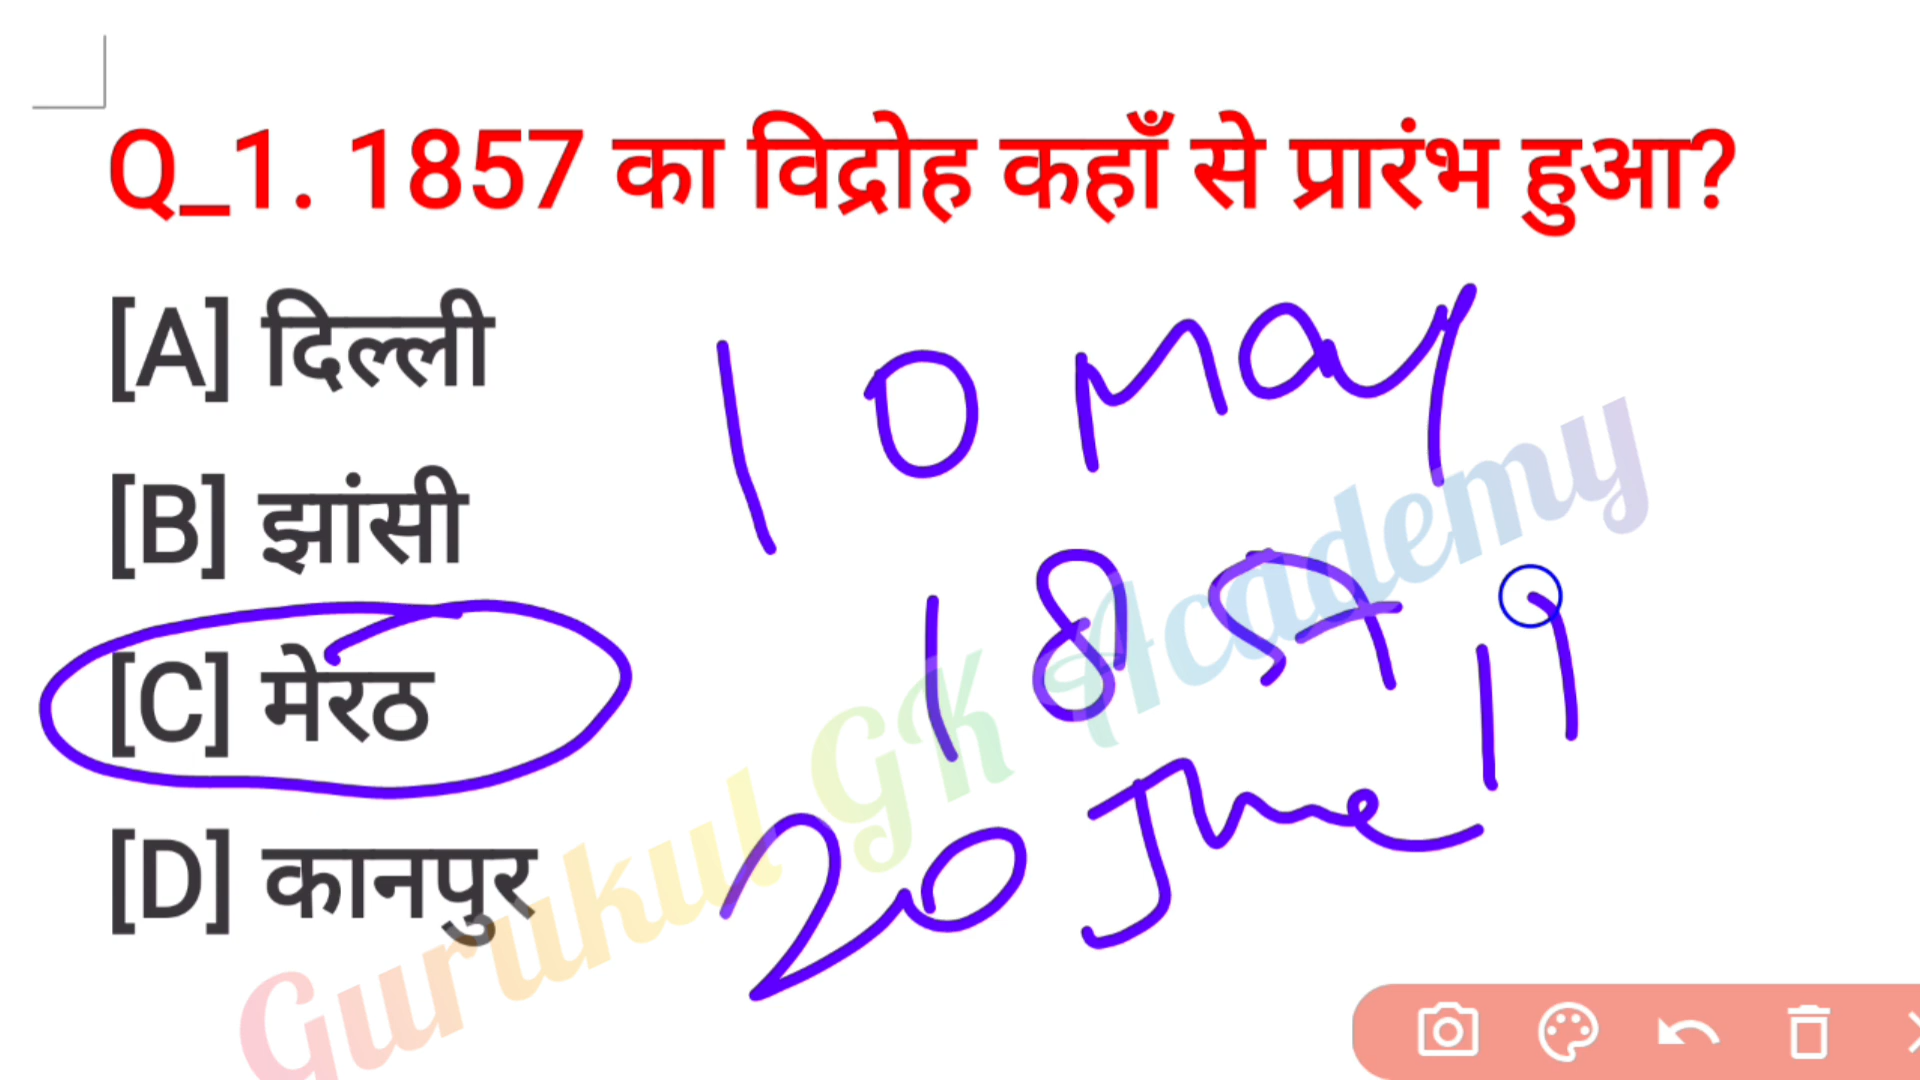 Q_1. 1857 का विद्रोह कहाँ से प्रारंभ हुआ?
[A] दिल्ली
10 May
[B] झांसी
1857
[C] मेरठ
[D] कानपुर
20 June
Gurukul GK Academy